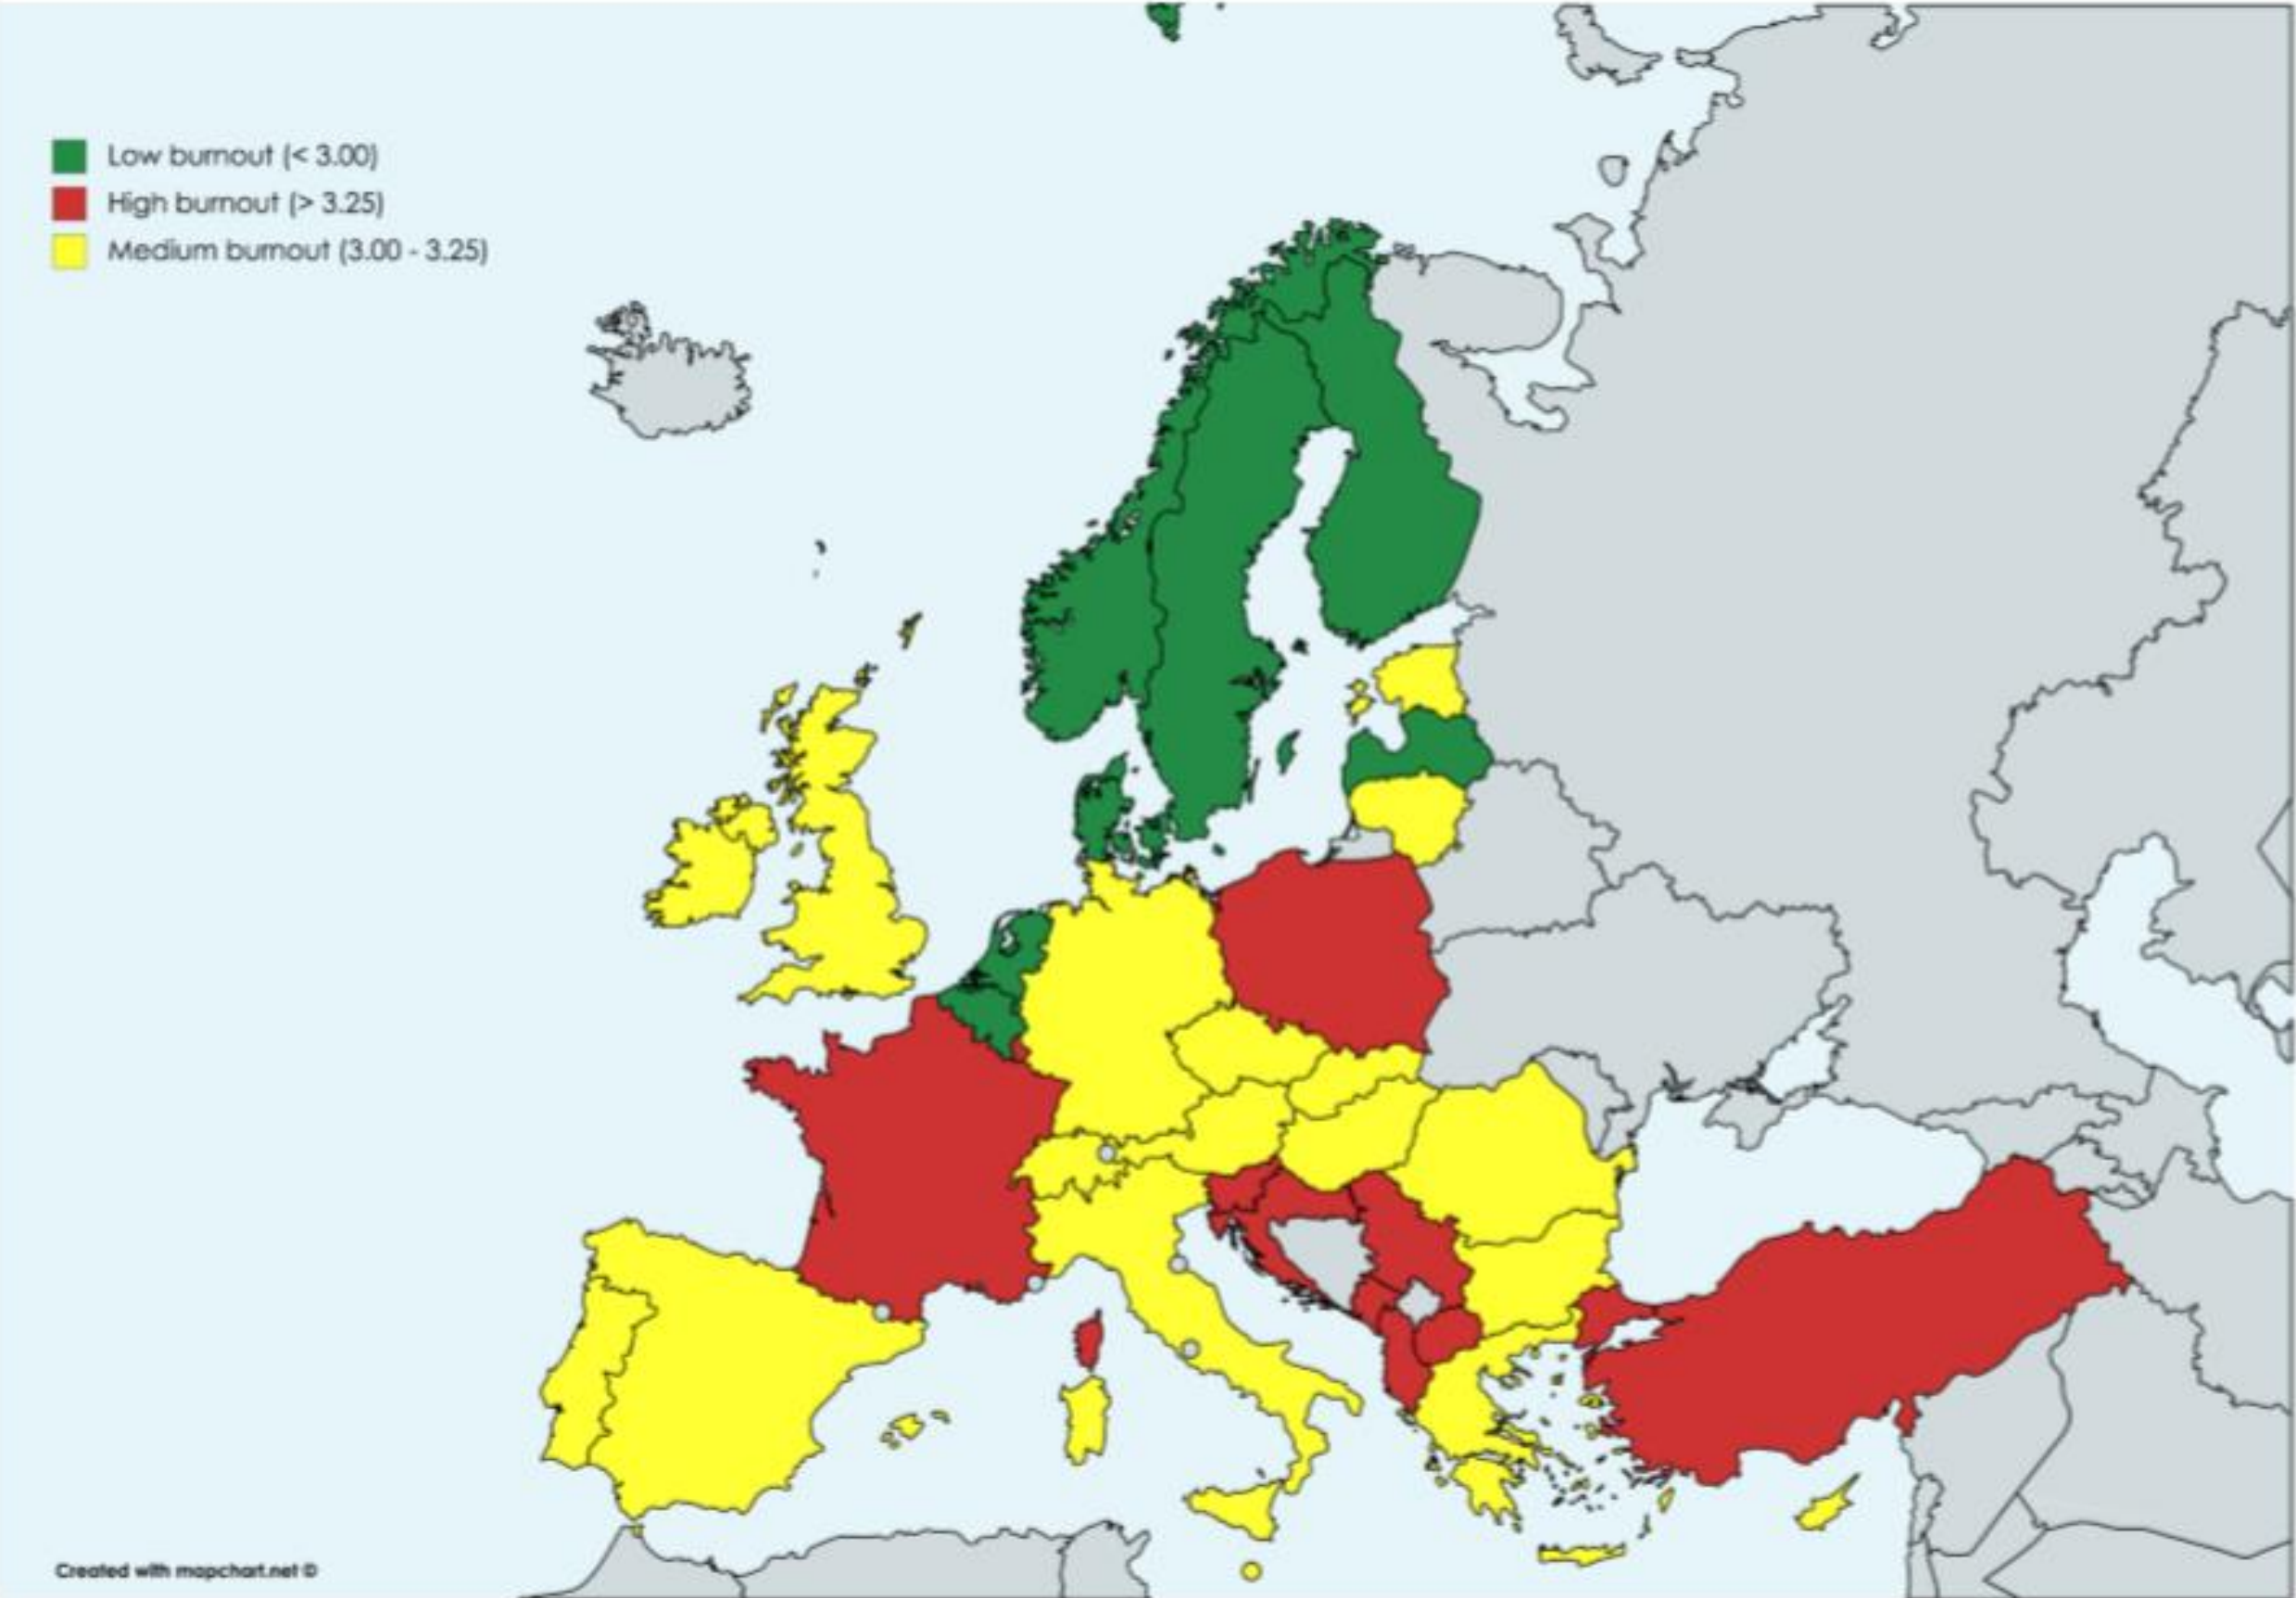 Low burnout (< 3.00)
High burnout (> 3.25)
Medium burnout (3.00 - 3.25)
Created with mapchart.net ©